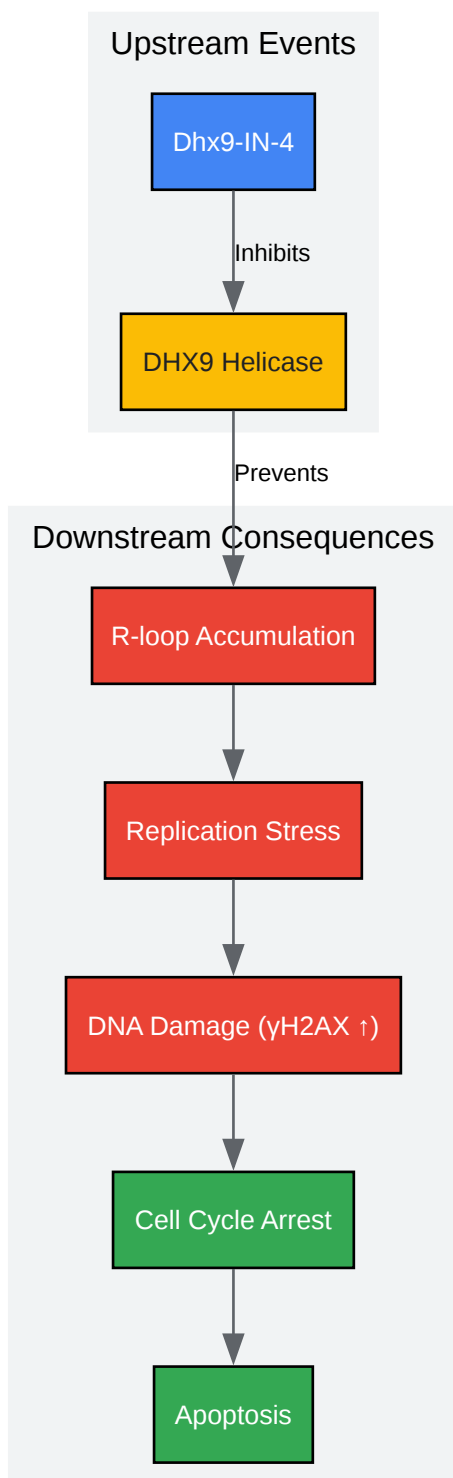 Upstream Events
Dhx9-IN-4
Inhibits
DHX9 Helicase
Prevents
Downstream Consequences
R-loop Accumulation
Replication Stress
DNA Damage (γH2AX ↑)
Cell Cycle Arrest
Apoptosis